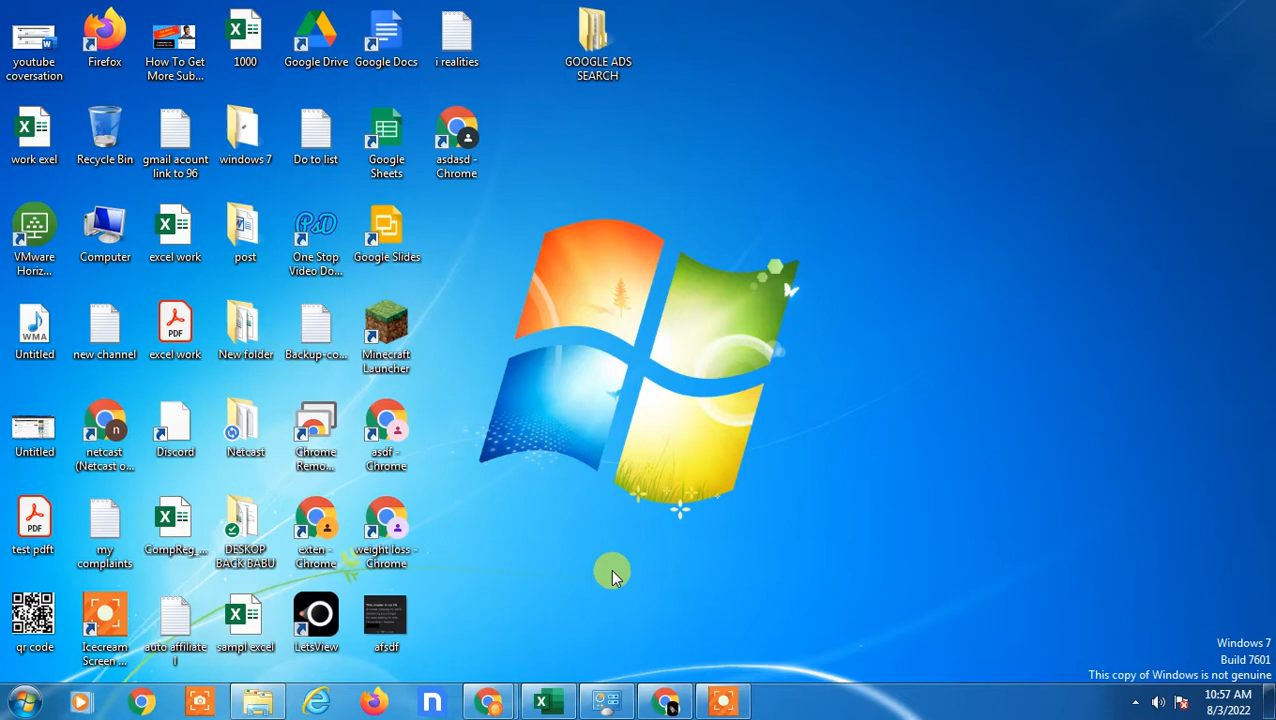 youtube
coversation
Firefox
How To Get
More Sub...
1000
Google Drive
Google Docs
i realities
GOOGLE ADS
SEARCH
work exel
Recycle Bin
gmail acount
link to 96
windows 7
Do to list
Google
Sheets
asdasd -
Chrome
VMware
Horiz...
Computer
excel work
post
One Stop
Video Do...
Google Slides
Untitled
new channel
excel work
New folder
Backup-co...
Minecraft
Launcher
Untitled
netcast
(Netcast o...
Discord
Netcast
Chrome
Remo...
asdf -
Chrome
test pdft
my
complaints
CompReg_...
DESKOP
BACK BABU
exten -
Chrome
weight loss -
Chrome
qr code
Icecream
Screen ...
auto affiliate
l
sampl excel
LetsView
afsdf
Windows 7
Build 7601
This copy of Windows is not genuine
10:57 AM
8/3/2022